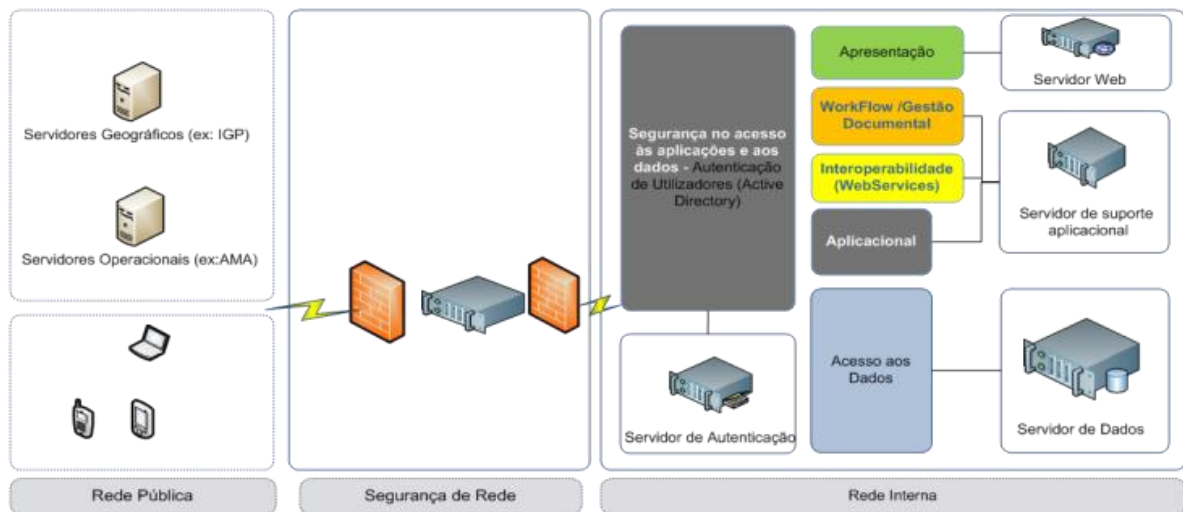 Servidores Geográficos (ex: IGP)
Servidores Operacionais (ex:AMA)
Rede Pública
Segurança de Rede
Segurança no acesso
às aplicações e aos
dados - Autenticação
de Utilizadores (Active
Directory)
Servidor de Autenticação
Apresentação
WorkFlow /Gestão
Documental
Interoperabilidade
(WebServices)
Aplicacional
Acesso aos
Dados
Servidor Web
Servidor de suporte
aplicacional
Servidor de Dados
Rede Interna